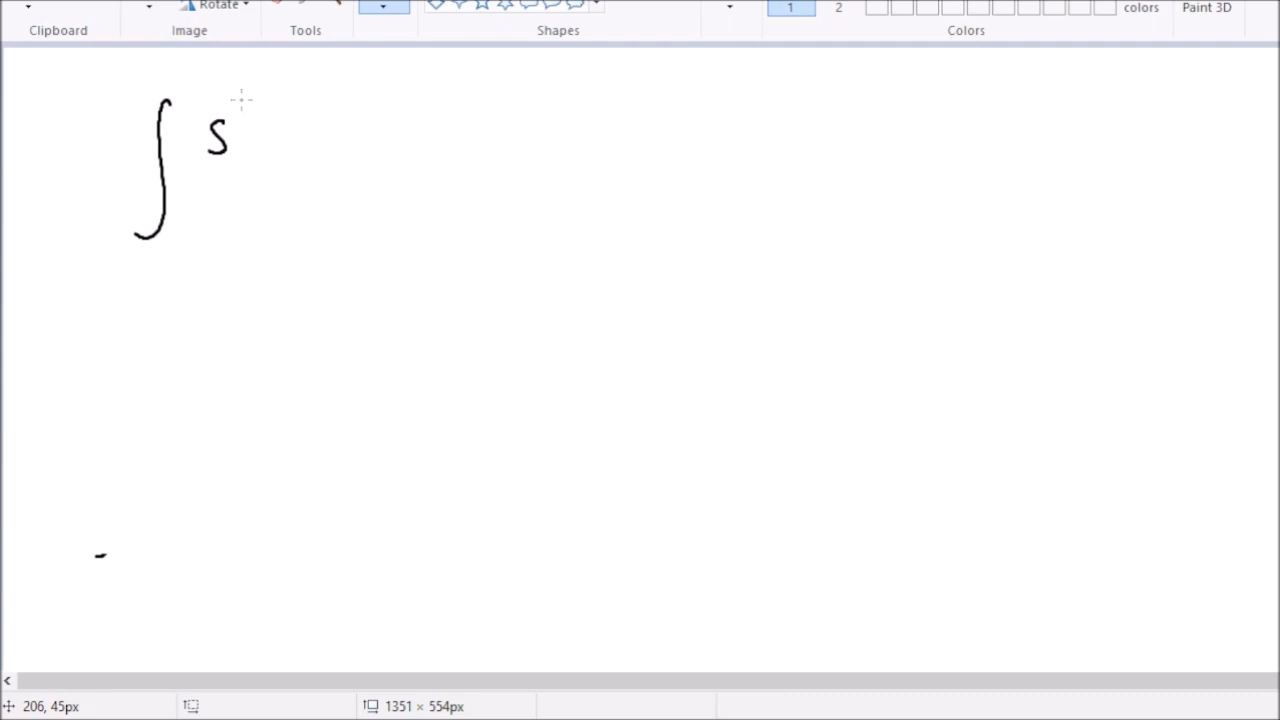 Rotate
Clipboard Image Tools Shapes 1 2 Colors colors Paint 3D
∫ s
-
206, 45px 1351 × 554px